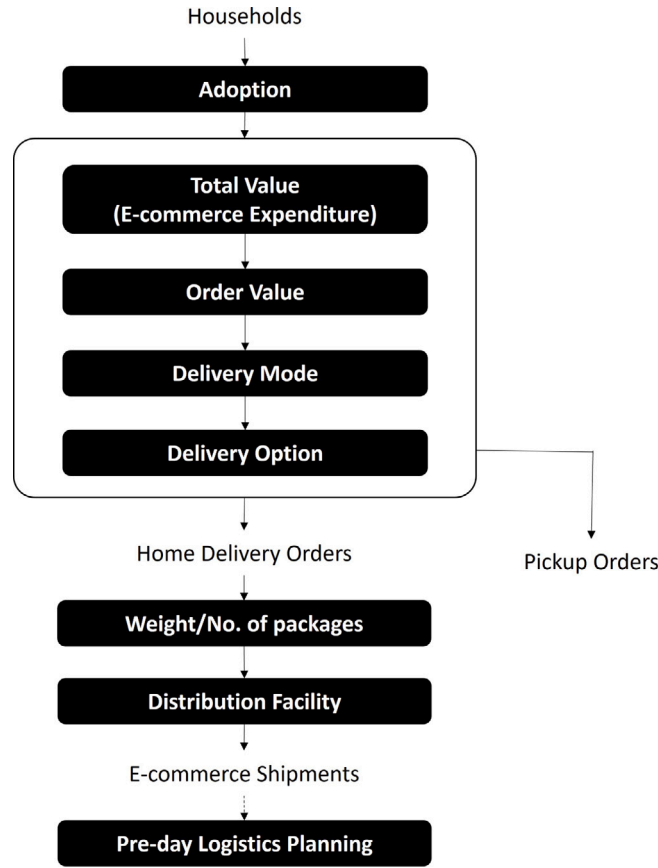 Households
Adoption
Total Value
(E-commerce Expenditure)
Order Value
Delivery Mode
Delivery Option
Home Delivery Orders
Pickup Orders
Weight/No. of packages
Distribution Facility
E-commerce Shipments
Pre-day Logistics Planning